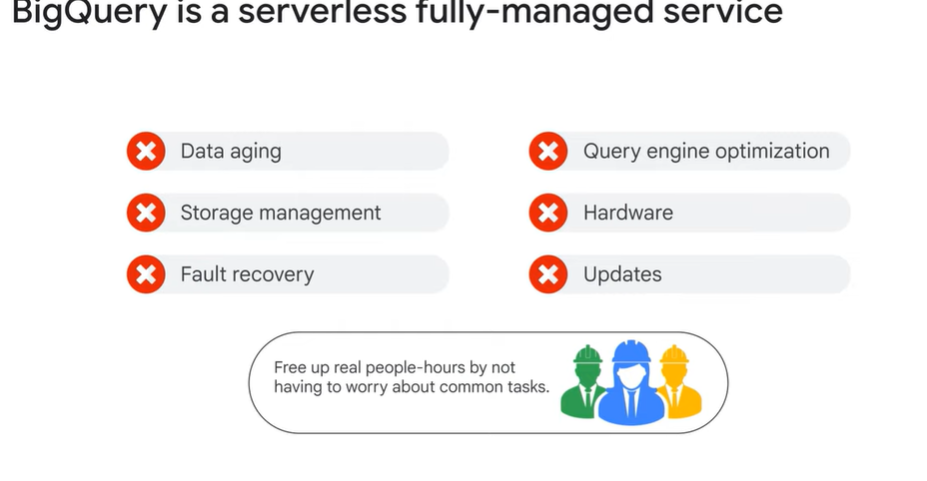 BigQuery is a serverless fully-managed service
Data aging
Query engine optimization
Storage management
Hardware
Fault recovery
Updates
Free up real people-hours by not
having to worry about common tasks.